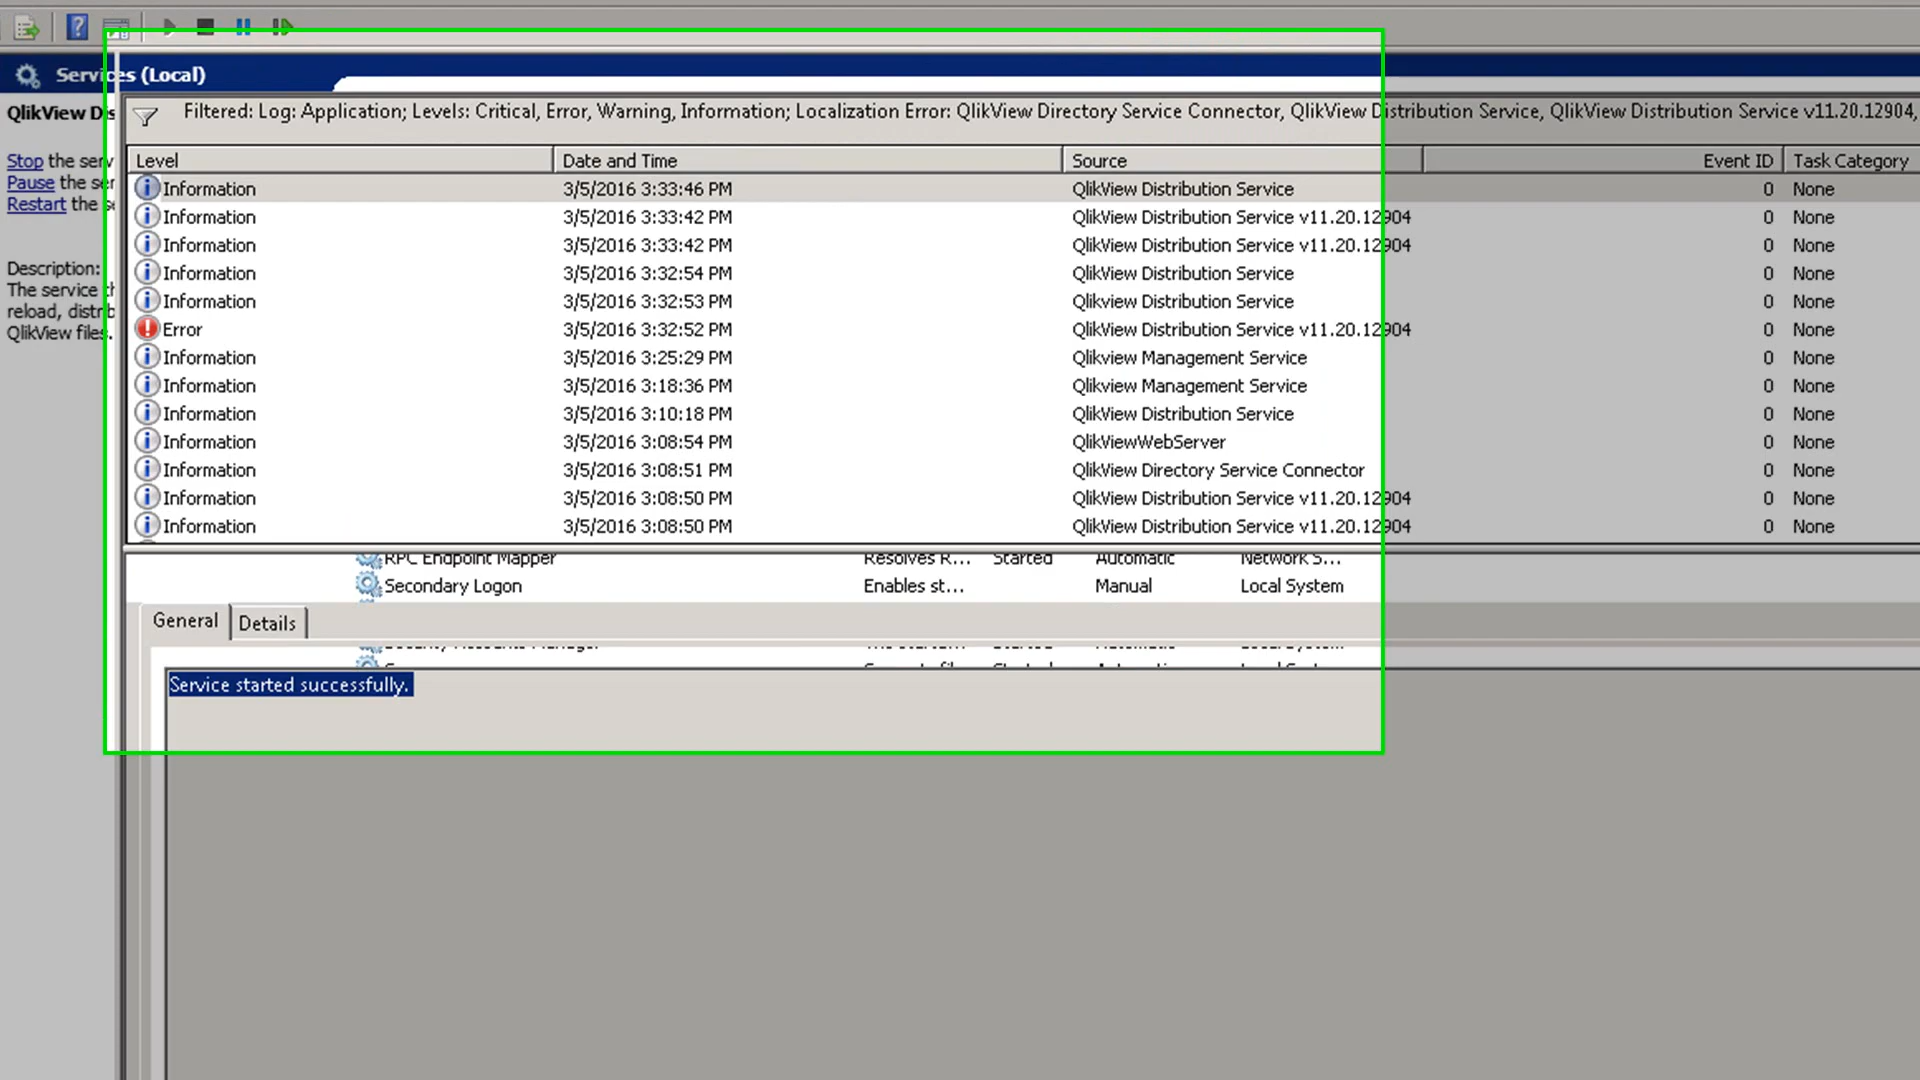 Services (Local)
QlikView Dis
Stop the serv
Pause the ser
Restart the s
Description:
The service t
reload, distrib
QlikView files.
Filtered: Log: Application; Levels: Critical, Error, Warning, Information; Localization Error: QlikView Directory Service Connector, QlikView Distribution Service, QlikView Distribution Service v11.20.12904,
Level Date and Time Source Event ID Task Category
Information 3/5/2016 3:33:46 PM QlikView Distribution Service 0 None
Information 3/5/2016 3:33:42 PM QlikView Distribution Service v11.20.12904 0 None
Information 3/5/2016 3:33:42 PM QlikView Distribution Service v11.20.12904 0 None
Information 3/5/2016 3:32:54 PM QlikView Distribution Service 0 None
Information 3/5/2016 3:32:53 PM QlikView Distribution Service 0 None
Error 3/5/2016 3:32:52 PM QlikView Distribution Service v11.20.12904 0 None
Information 3/5/2016 3:25:29 PM Qlikview Management Service 0 None
Information 3/5/2016 3:18:36 PM Qlikview Management Service 0 None
Information 3/5/2016 3:10:18 PM QlikView Distribution Service 0 None
Information 3/5/2016 3:08:54 PM QlikViewWebServer 0 None
Information 3/5/2016 3:08:51 PM QlikView Directory Service Connector 0 None
Information 3/5/2016 3:08:50 PM QlikView Distribution Service v11.20.12904 0 None
Information 3/5/2016 3:08:50 PM QlikView Distribution Service v11.20.12904 0 None
RPC Endpoint Mapper Resolves R... Started Automatic Network S...
Secondary Logon Enables st... Manual Local System
General Details
Service started successfully.